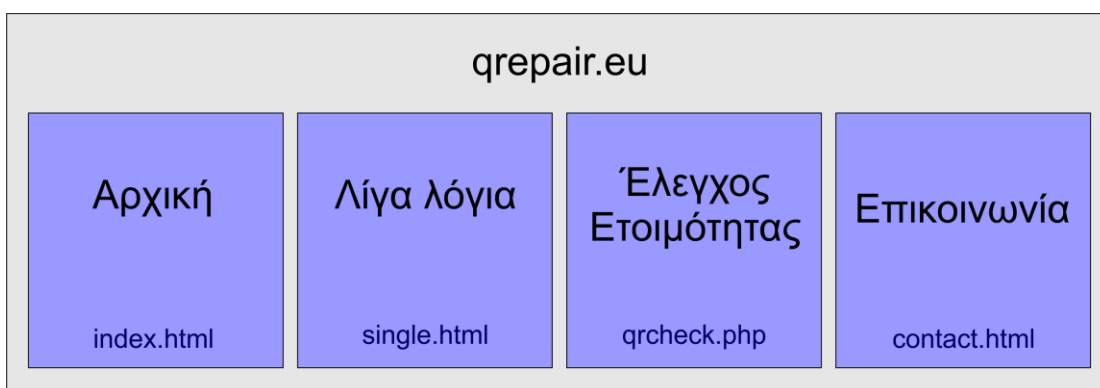 qrepair.eu
Αρχική
Λίγα λόγια
Έλεγχος
Ετοιμότητας
Επικοινωνία
index.html
single.html
qrcheck.php
contact.html